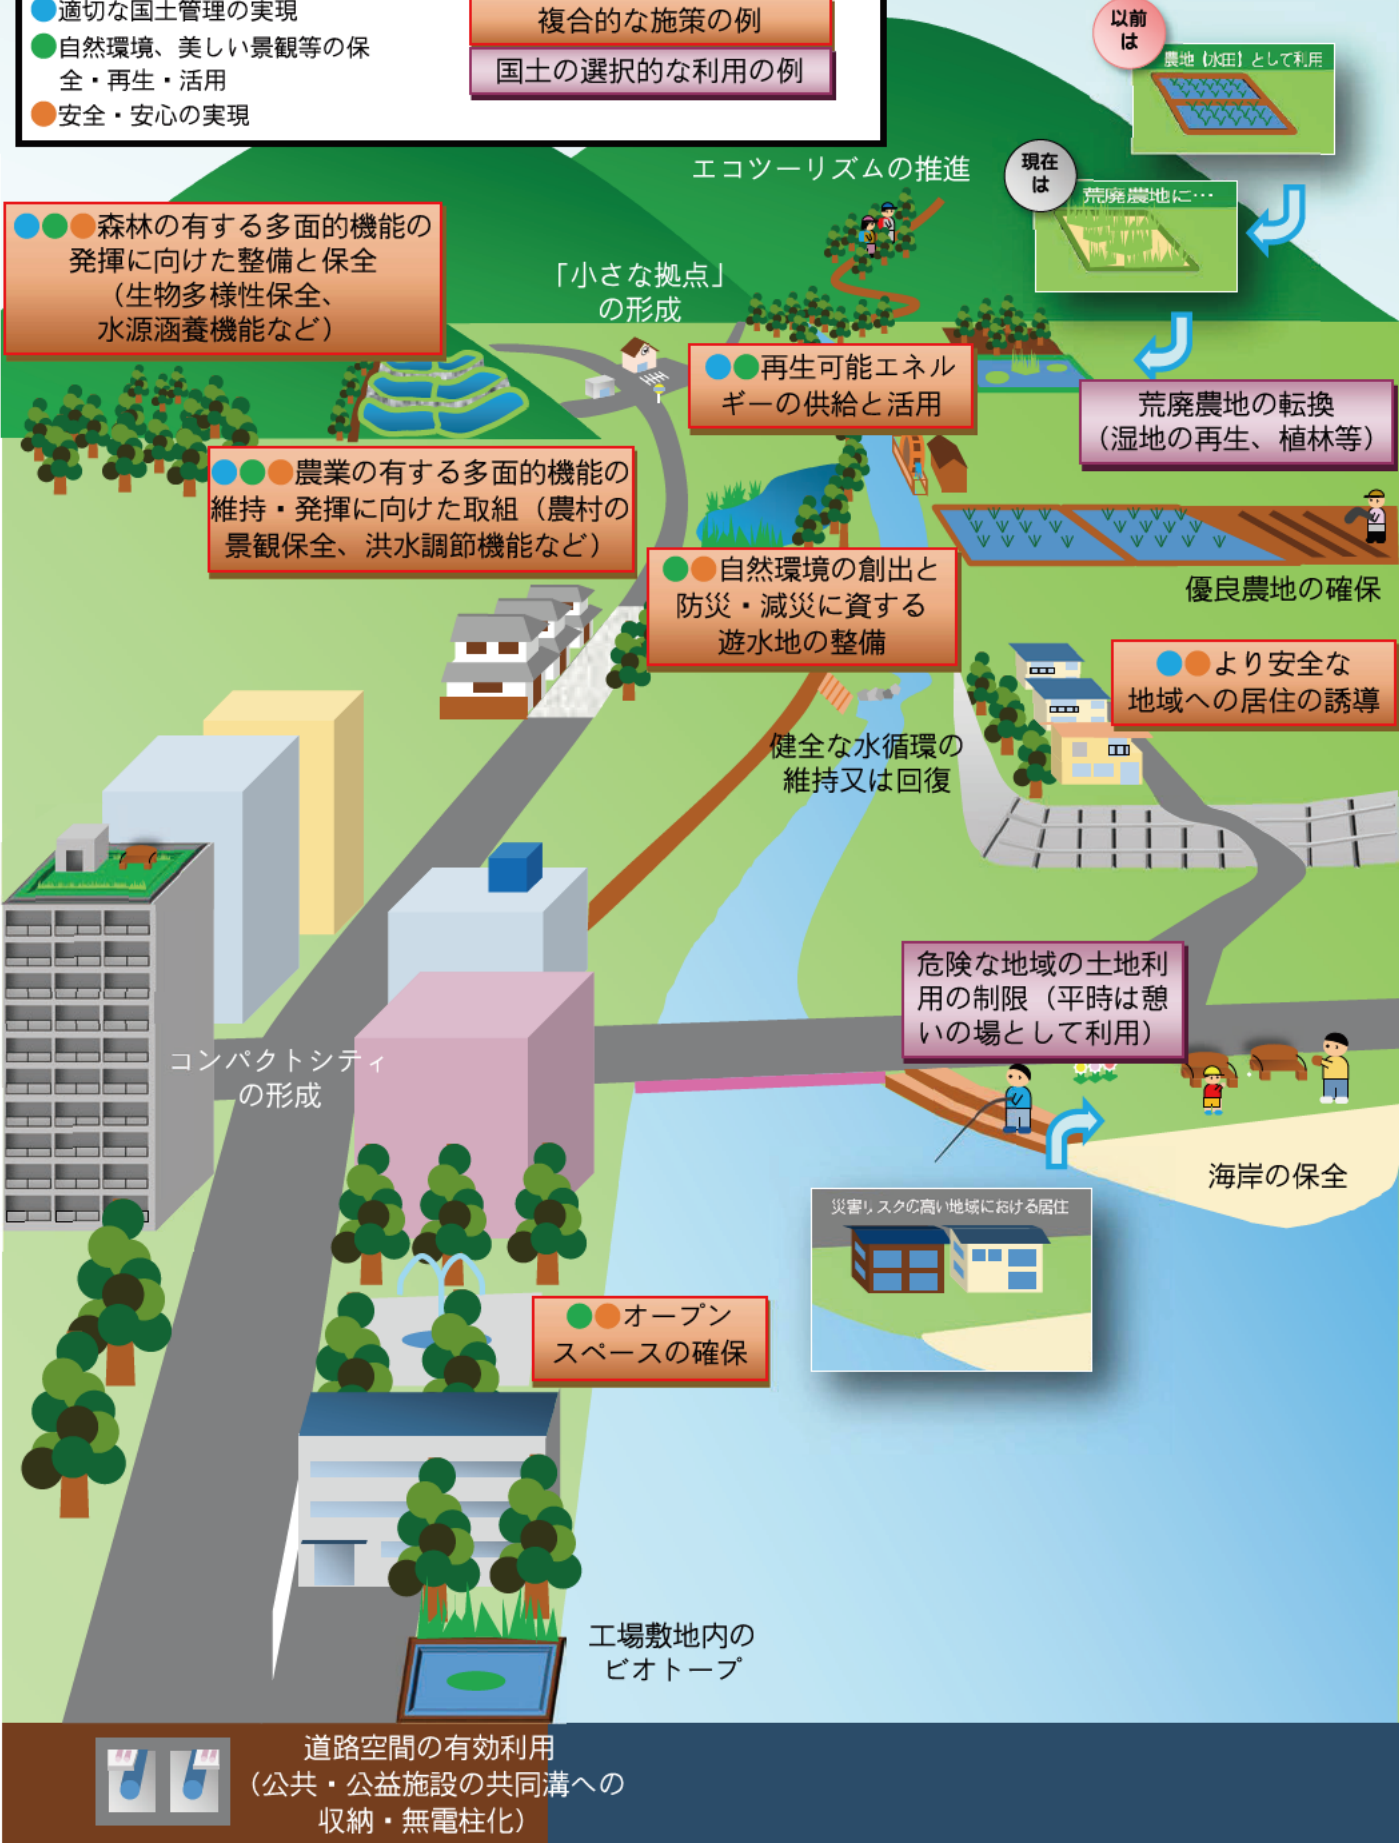 適切な国土管理の実現
自然環境、美しい景観等の保
全・再生・活用
安全・安心の実現
複合的な施策の例
国土の選択的な利用の例
以前
は
農地（水田）として利用
現在
は
荒廃農地に…
エコツーリズムの推進
●●●森林の有する多面的機能の
発揮に向けた整備と保全
（生物多様性保全、
水源涵養機能など）
「小さな拠点」
の形成
●●再生可能エネル
ギーの供給と活用
荒廃農地の転換
（湿地の再生、植林等）
●●●農業の有する多面的機能の
維持・発揮に向けた取組（農村の
景観保全、洪水調節機能など）
●●自然環境の創出と
防災・減災に資する
遊水地の整備
優良農地の確保
●●より安全な
地域への居住の誘導
健全な水循環の
維持又は回復
危険な地域の土地利
用の制限（平時は憩
いの場として利用）
コンパクトシティ
の形成
海岸の保全
災害リスクの高い地域における居住
●●オープン
スペースの確保
工場敷地内の
ビオトープ
道路空間の有効利用
（公共・公益施設の共同溝への
収納・無電柱化）